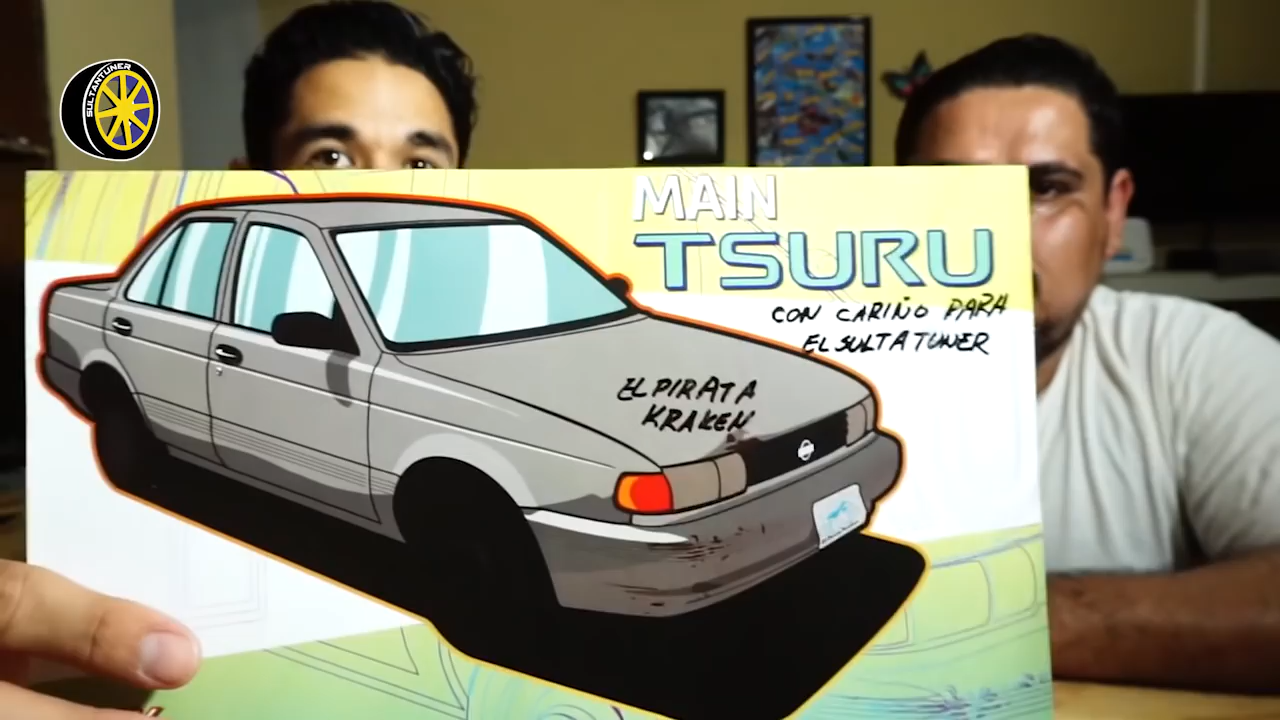 SULTANTUNER
MAIN
TSURU
CON CARIÑO PARA
EL SULTATUNER
EL PIRATA
KRAKEN